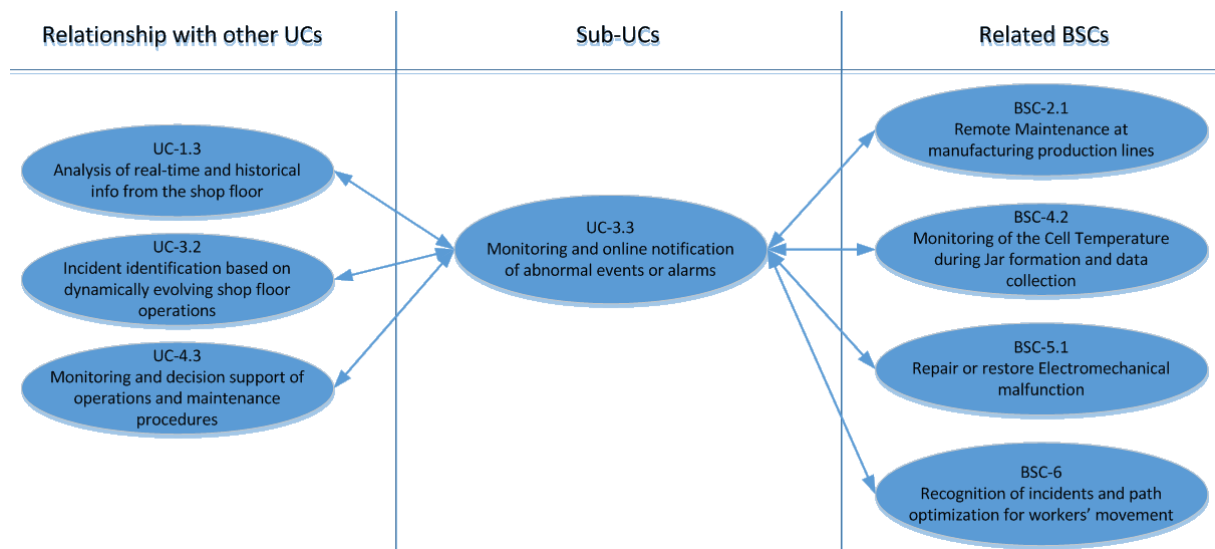 Relationship with other UCs
Sub-UCs
Related BSCs
UC-1.3
Analysis of real-time and historical
info from the shop floor
UC-3.2
Incident identification based on
dynamically evolving shop floor
operations
UC-4.3
Monitoring and decision support of
operations and maintenance
procedures
UC-3.3
Monitoring and online notification
of abnormal events or alarms
BSC-2.1
Remote Maintenance at
manufacturing production lines
BSC-4.2
Monitoring of the Cell Temperature
during Jar formation and data
collection
BSC-5.1
Repair or restore Electromechanical
malfunction
BSC-6
Recognition of incidents and path
optimization for workers’ movement